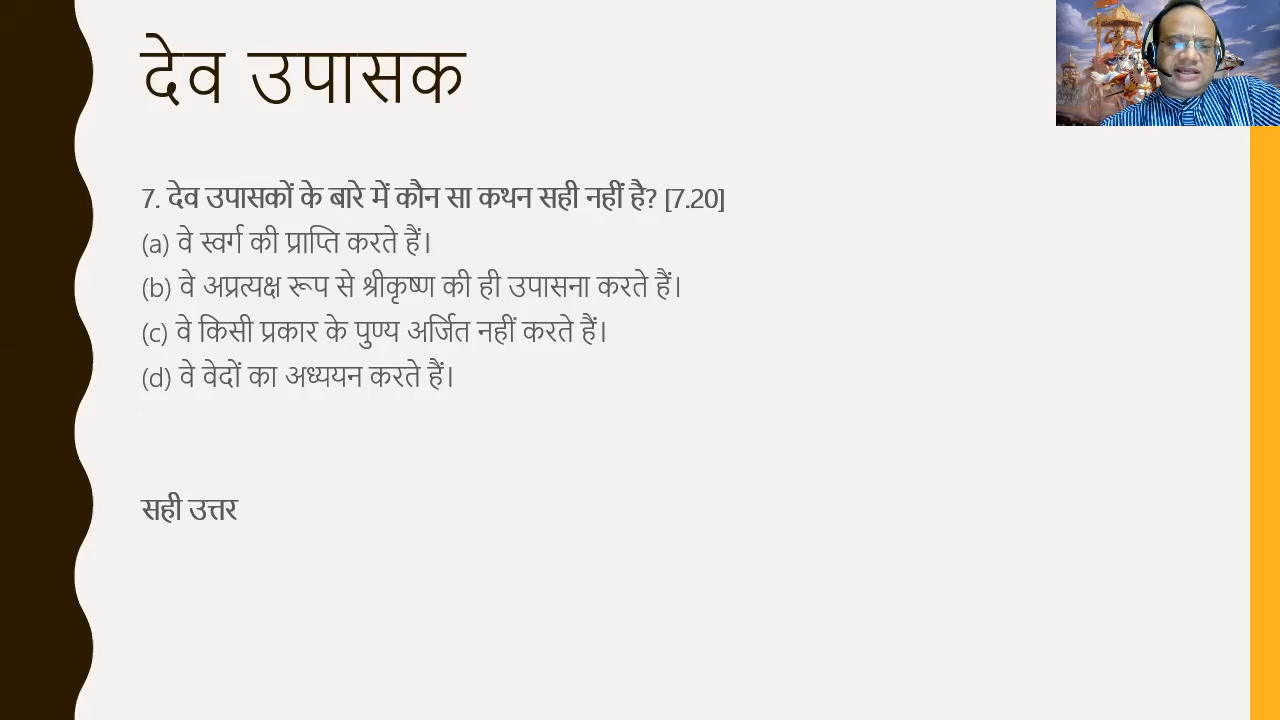 देव उपासक
7. देव उपासकों के बारे में कौन सा कथन सही नहीं है? [7.20]
(a) वे स्वर्ग की प्राप्ति करते हैं।
(b) वे अप्रत्यक्ष रूप से श्रीकृष्ण की ही उपासना करते हैं।
(c) वे किसी प्रकार के पुण्य अर्जित नहीं करते हैं।
(d) वे वेदों का अध्ययन करते हैं।
सही उत्तर